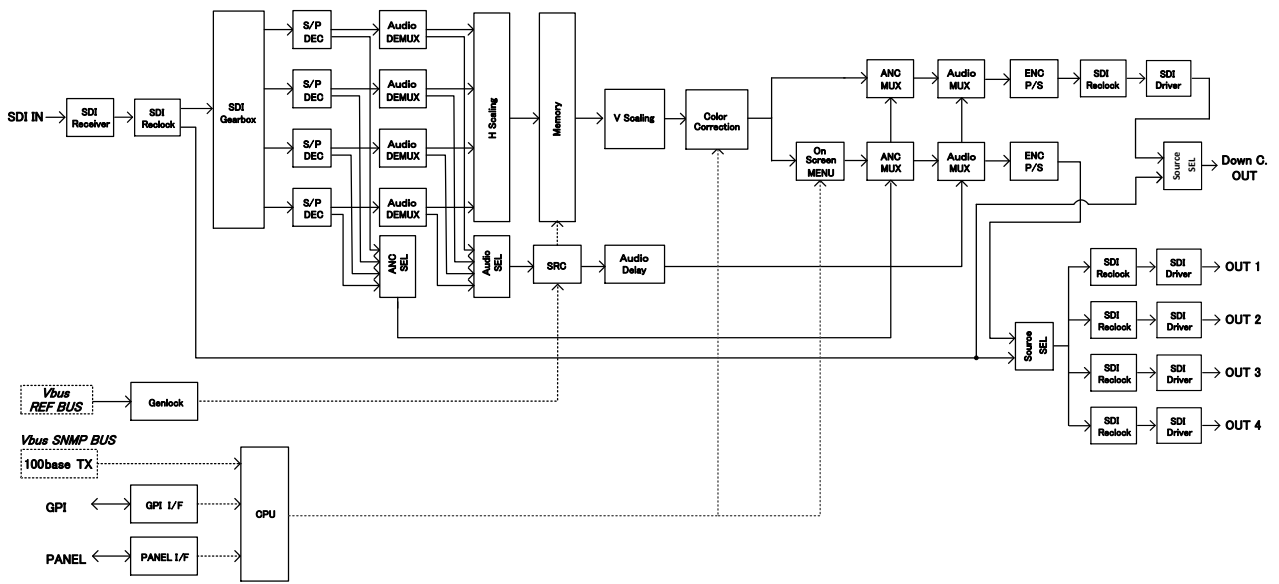 SDI IN
SDI
Receiver
SDI
Reclock
SDI
Gearbox
S/P
DEC
S/P
DEC
S/P
DEC
S/P
DEC
Audio
DEMUX
Audio
DEMUX
Audio
DEMUX
Audio
DEMUX
ANC
SEL
Audio
SEL
H Scaling
Memory
SRC
V Scaling
Audio
Delay
Color
Correction
On
Screen
MENU
ANC
MUX
Audio
MUX
ENC
P/S
SDI
Reclock
SDI
Driver
ANC
MUX
Audio
MUX
ENC
P/S
Source
SEL
Down C.
OUT
Source
SEL
SDI
Reclock
SDI
Driver
OUT 1
SDI
Reclock
SDI
Driver
OUT 2
SDI
Reclock
SDI
Driver
OUT 3
SDI
Reclock
SDI
Driver
OUT 4
Vbus
REF BUS
Genlock
Vbus SNMP BUS
100base TX
GPI
GPI I/F
PANEL
PANEL I/F
CPU